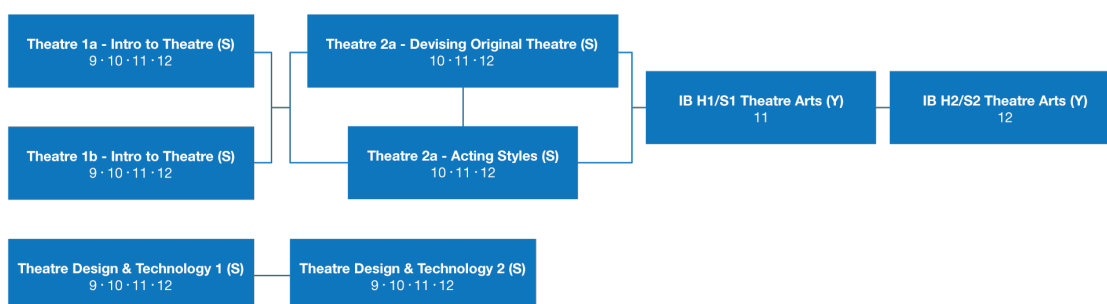 Theatre 1a - Intro to Theatre (S)
9 · 10 · 11 · 12
Theatre 2a - Devising Original Theatre (S)
10 · 11 · 12
IB H1/S1 Theatre Arts (Y)
11
IB H2/S2 Theatre Arts (Y)
12
Theatre 1b - Intro to Theatre (S)
9 · 10 · 11 · 12
Theatre 2a - Acting Styles (S)
10 · 11 · 12
Theatre Design & Technology 1 (S)
9 · 10 · 11 · 12
Theatre Design & Technology 2 (S)
9 · 10 · 11 · 12